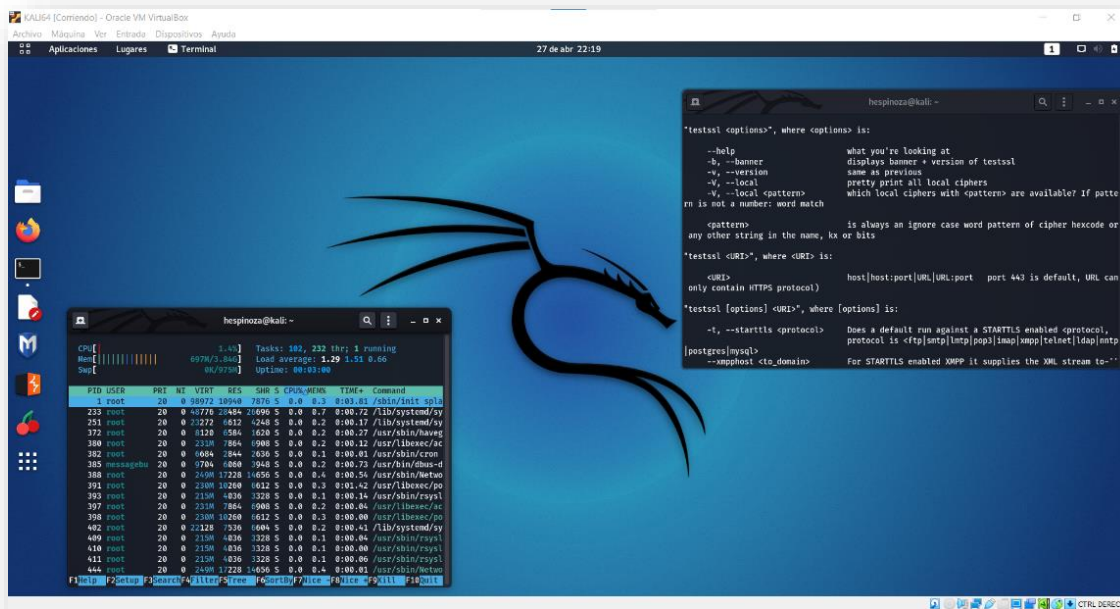 KALI64 [Corriendo] - Oracle VM VirtualBox
Archivo Máquina Ver Entrada Dispositivos Ayuda
Aplicaciones Lugares Terminal 27 de abr 22:19 1
hespinoza@kali: ~
"testssl <options>", where <options> is:
--help what you're looking at
-b, --banner displays banner + version of testssl
-v, --version same as previous
-V, --local pretty print all local ciphers
-V, --local <pattern> which local ciphers with <pattern> are available? If patte
rn is not a number: word match
<pattern> is always an ignore case word pattern of cipher hexcode or
any other string in the name, kx or bits
"testssl <URI>", where <URI> is:
<URI> host|host:port|URL|URL:port port 443 is default, URL can
only contain HTTPS protocol)
"testssl [options] <URI>", where [options] is:
-t, --starttls <protocol> Does a default run against a STARTTLS enabled <protocol,
protocol is <ftp|smtp|lmtp|pop3|imap|xmpp|telnet|ldap|nntp
|postgres|mysql>
--xmpphost <to_domain> For STARTTLS enabled XMPP it supplies the XML stream to-''
hespinoza@kali: ~
CPU[| 1.4%] Tasks: 102, 232 thr; 1 running
Mem[|||||||||||| 697M/3.84G] Load average: 1.29 1.51 0.66
Swp[ 0K/975M] Uptime: 00:03:00
PID USER PRI NI VIRT RES SHR S CPU% MEM% TIME+ Command
1 root 20 0 98972 10940 7876 S 0.0 0.3 0:03.81 /sbin/init spla
233 root 20 0 48776 28484 26696 S 0.0 0.7 0:00.72 /lib/systemd/sy
251 root 20 0 23272 6612 4248 S 0.0 0.2 0:00.17 /lib/systemd/sy
372 root 20 0 8120 6584 1620 S 0.0 0.2 0:00.27 /usr/sbin/haveg
380 root 20 0 231M 7864 6908 S 0.0 0.2 0:00.12 /usr/libexec/ac
382 root 20 0 6684 2844 2636 S 0.0 0.1 0:00.01 /usr/sbin/cron
385 messagebu 20 0 9704 6060 3948 S 0.0 0.2 0:00.73 /usr/bin/dbus-d
388 root 20 0 249M 17228 14656 S 0.0 0.4 0:00.54 /usr/sbin/Netwo
391 root 20 0 230M 10260 6612 S 0.0 0.3 0:01.42 /usr/libexec/po
393 root 20 0 215M 4036 3328 S 0.0 0.1 0:00.14 /usr/sbin/rsysl
397 root 20 0 231M 7864 6908 S 0.0 0.2 0:00.04 /usr/libexec/ac
398 root 20 0 230M 10260 6612 S 0.0 0.3 0:00.00 /usr/libexec/po
402 root 20 0 22128 7536 6604 S 0.0 0.2 0:00.41 /lib/systemd/sy
409 root 20 0 215M 4036 3328 S 0.0 0.1 0:00.04 /usr/sbin/rsysl
410 root 20 0 215M 4036 3328 S 0.0 0.1 0:00.00 /usr/sbin/rsysl
411 root 20 0 215M 4036 3328 S 0.0 0.1 0:00.06 /usr/sbin/rsysl
444 root 20 0 249M 17228 14656 S 0.0 0.4 0:00.01 /usr/sbin/Netwo
F1Help F2Setup F3SearchF4FilterF5Tree F6SortByF7Nice -F8Nice +F9Kill F10Quit
CTRL DEREC